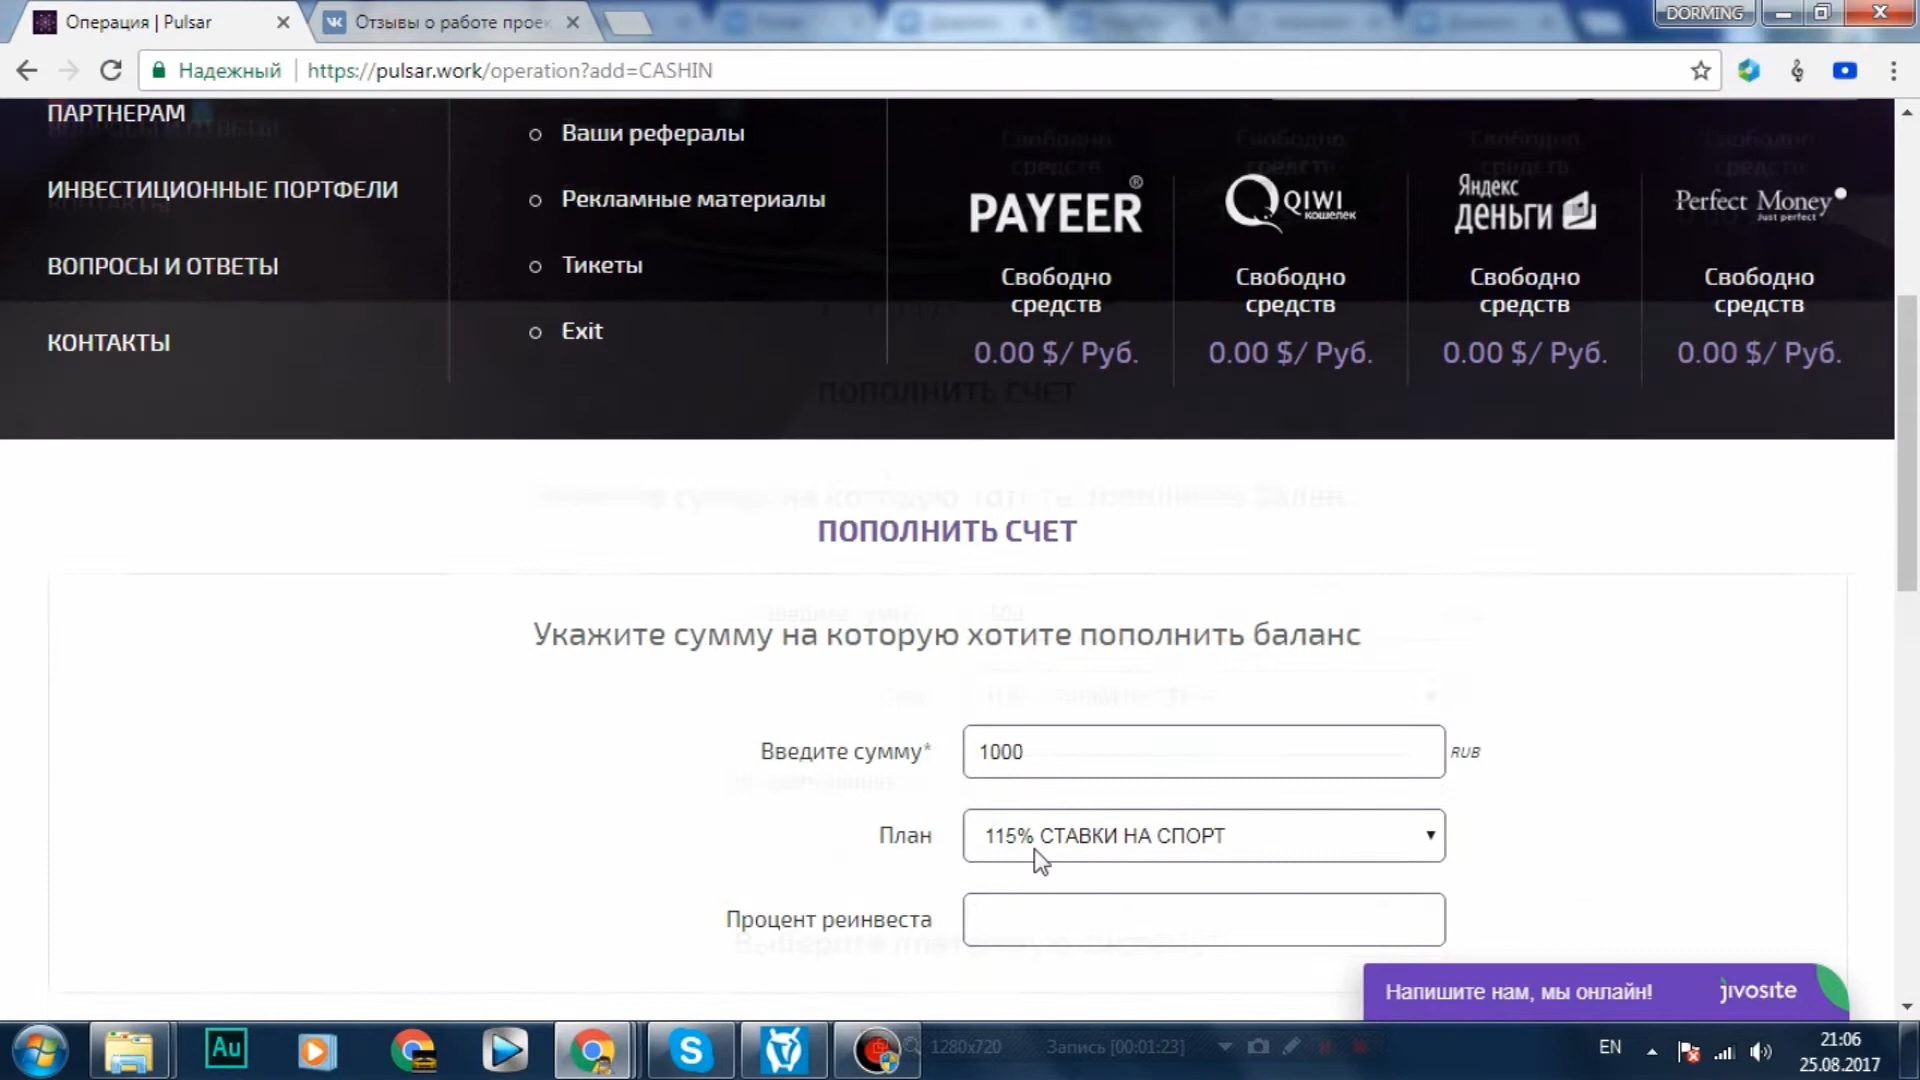 Операция | Pulsar
Отзывы о работе проек
DORMING
Надежный
https://pulsar.work/operation?add=CASHIN
ПАРТНЕРАМ
ИНВЕСТИЦИОННЫЕ ПОРТФЕЛИ
ВОПРОСЫ И ОТВЕТЫ
КОНТАКТЫ
Ваши рефералы
Рекламные материалы
Тикеты
Exit
PAYEER®
Свободно
средств
0.00 $/ Руб.
QIWI
кошелек
Свободно
средств
0.00 $/ Руб.
Яндекс
деньги
Свободно
средств
0.00 $/ Руб.
Perfect Money
Just perfect
Свободно
средств
0.00 $/ Руб.
ПОПОЛНИТЬ СЧЕТ
Укажите сумму на которую хотите пополнить баланс
Введите сумму*
1000
RUB
План
115% СТАВКИ НА СПОРТ
Процент реинвеста
Напишите нам, мы онлайн!
jivosite
Au
1280x720
Запись [00:01:23]
EN
21:06
25.08.2017